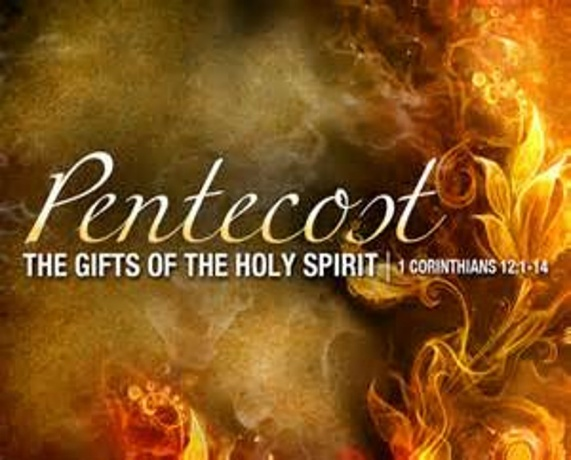 Pentecost
THE GIFTS OF THE HOLY SPIRIT | 1 CORINTHIANS 12:1-14